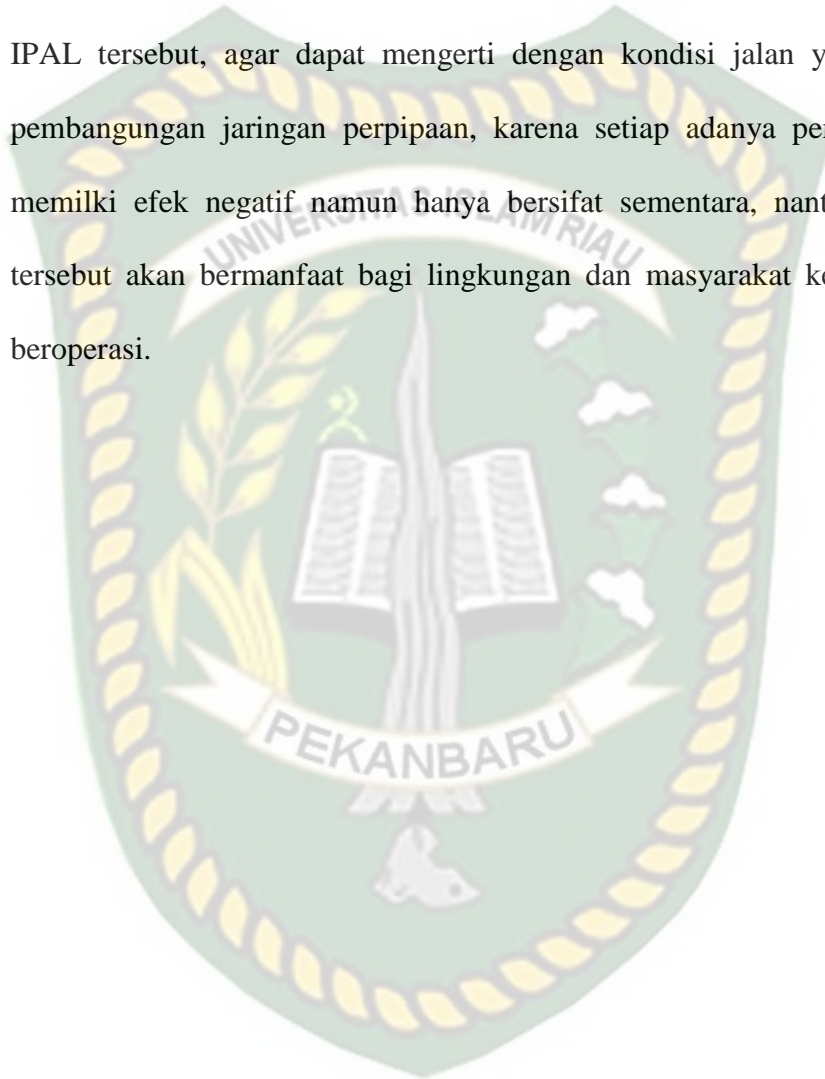 IPAL tersebut, agar dapat mengerti dengan kondisi jalan
pembangungan jaringan perpipaan, karena setiap adanya
memilki efek negatif namun hanya bersifat sementara,
tersebut akan bermanfaat bagi lingkungan dan masyarakat
beroperasi.
UNIVERSITAS ISLAM RIAU
PEKANBARU